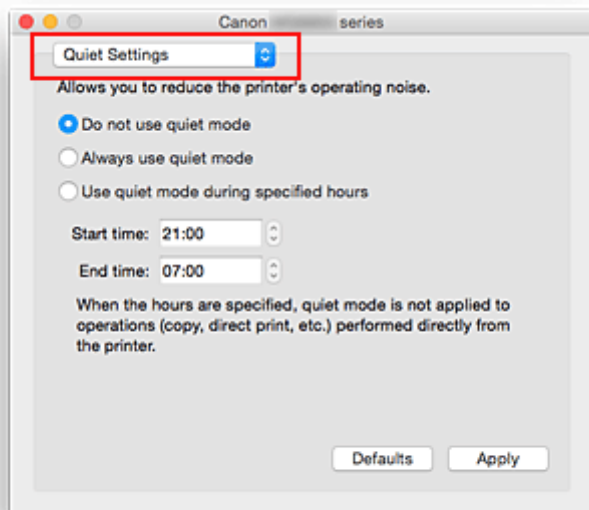 Canon series
Quiet Settings
Allows you to reduce the printer's operating noise.
Do not use quiet mode
Always use quiet mode
Use quiet mode during specified hours
Start time: 21:00
End time: 07:00
When the hours are specified, quiet mode is not applied to
operations (copy, direct print, etc.) performed directly from
the printer.
Defaults Apply